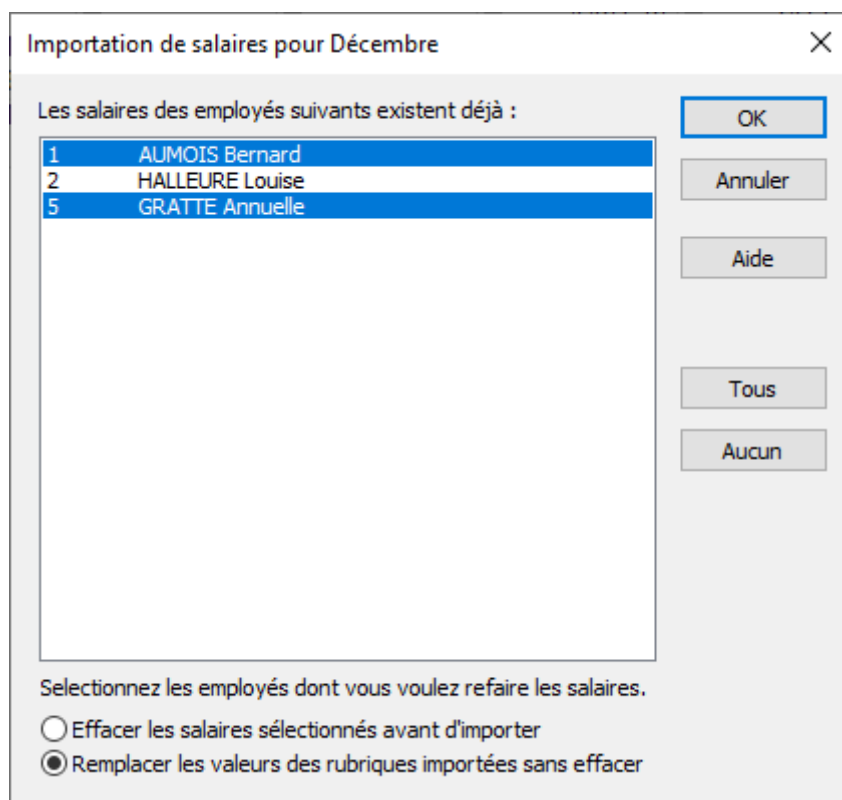 Importation de salaires pour Décembre
Les salaires des employés suivants existent déjà :
1 AUMOIS Bernard
2 HALLEURE Louise
5 GRATTE Annuelle
OK
Annuler
Aide
Tous
Aucun
Selectionnez les employés dont vous voulez refaire les salaires.
Effacer les salaires sélectionnés avant d'importer
Remplacer les valeurs des rubriques importées sans effacer